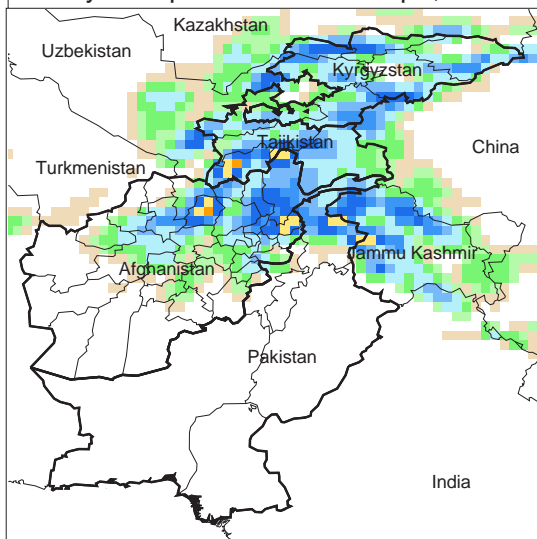 Kazakhstan
Uzbekistan
Kyrgyzstan
Tajikistan
China
Turkmenistan
Jammu Kashmir
Afghanistan
Pakistan
India